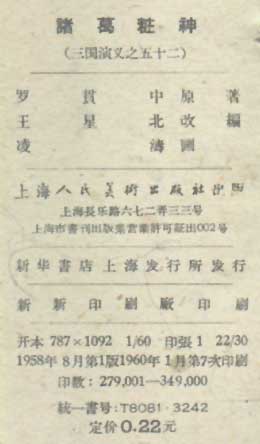 諸葛粧神
(三国演义之五十二)
罗貫中原著
王星北改編
凌濤圖
上海人民美術出版社出版
上海長乐路六七二弄三三号
上海市書刊出版業营業許可証出002号
新华書店上海发行所发行
新新印刷厰印刷
开本 787×1092 1/60 印張1 22/30
1958年8月第1版1960年1月第7次印刷
印数: 279,001—349,000
統一書号:T8081·3242
定价0.22元